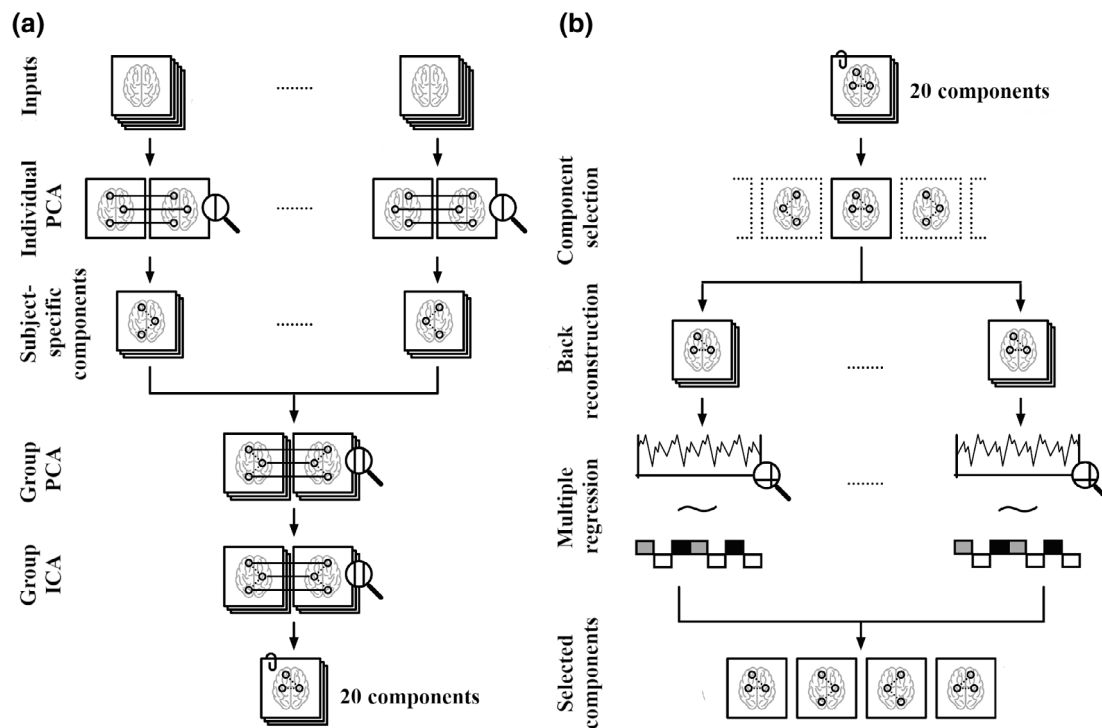 (a)
Inputs
Individual
PCA
Subject-
specific
components
Group
PCA
Group
ICA
20 components
(b)
20 components
Component
selection
Back
reconstruction
Multiple
regression
Selected
components